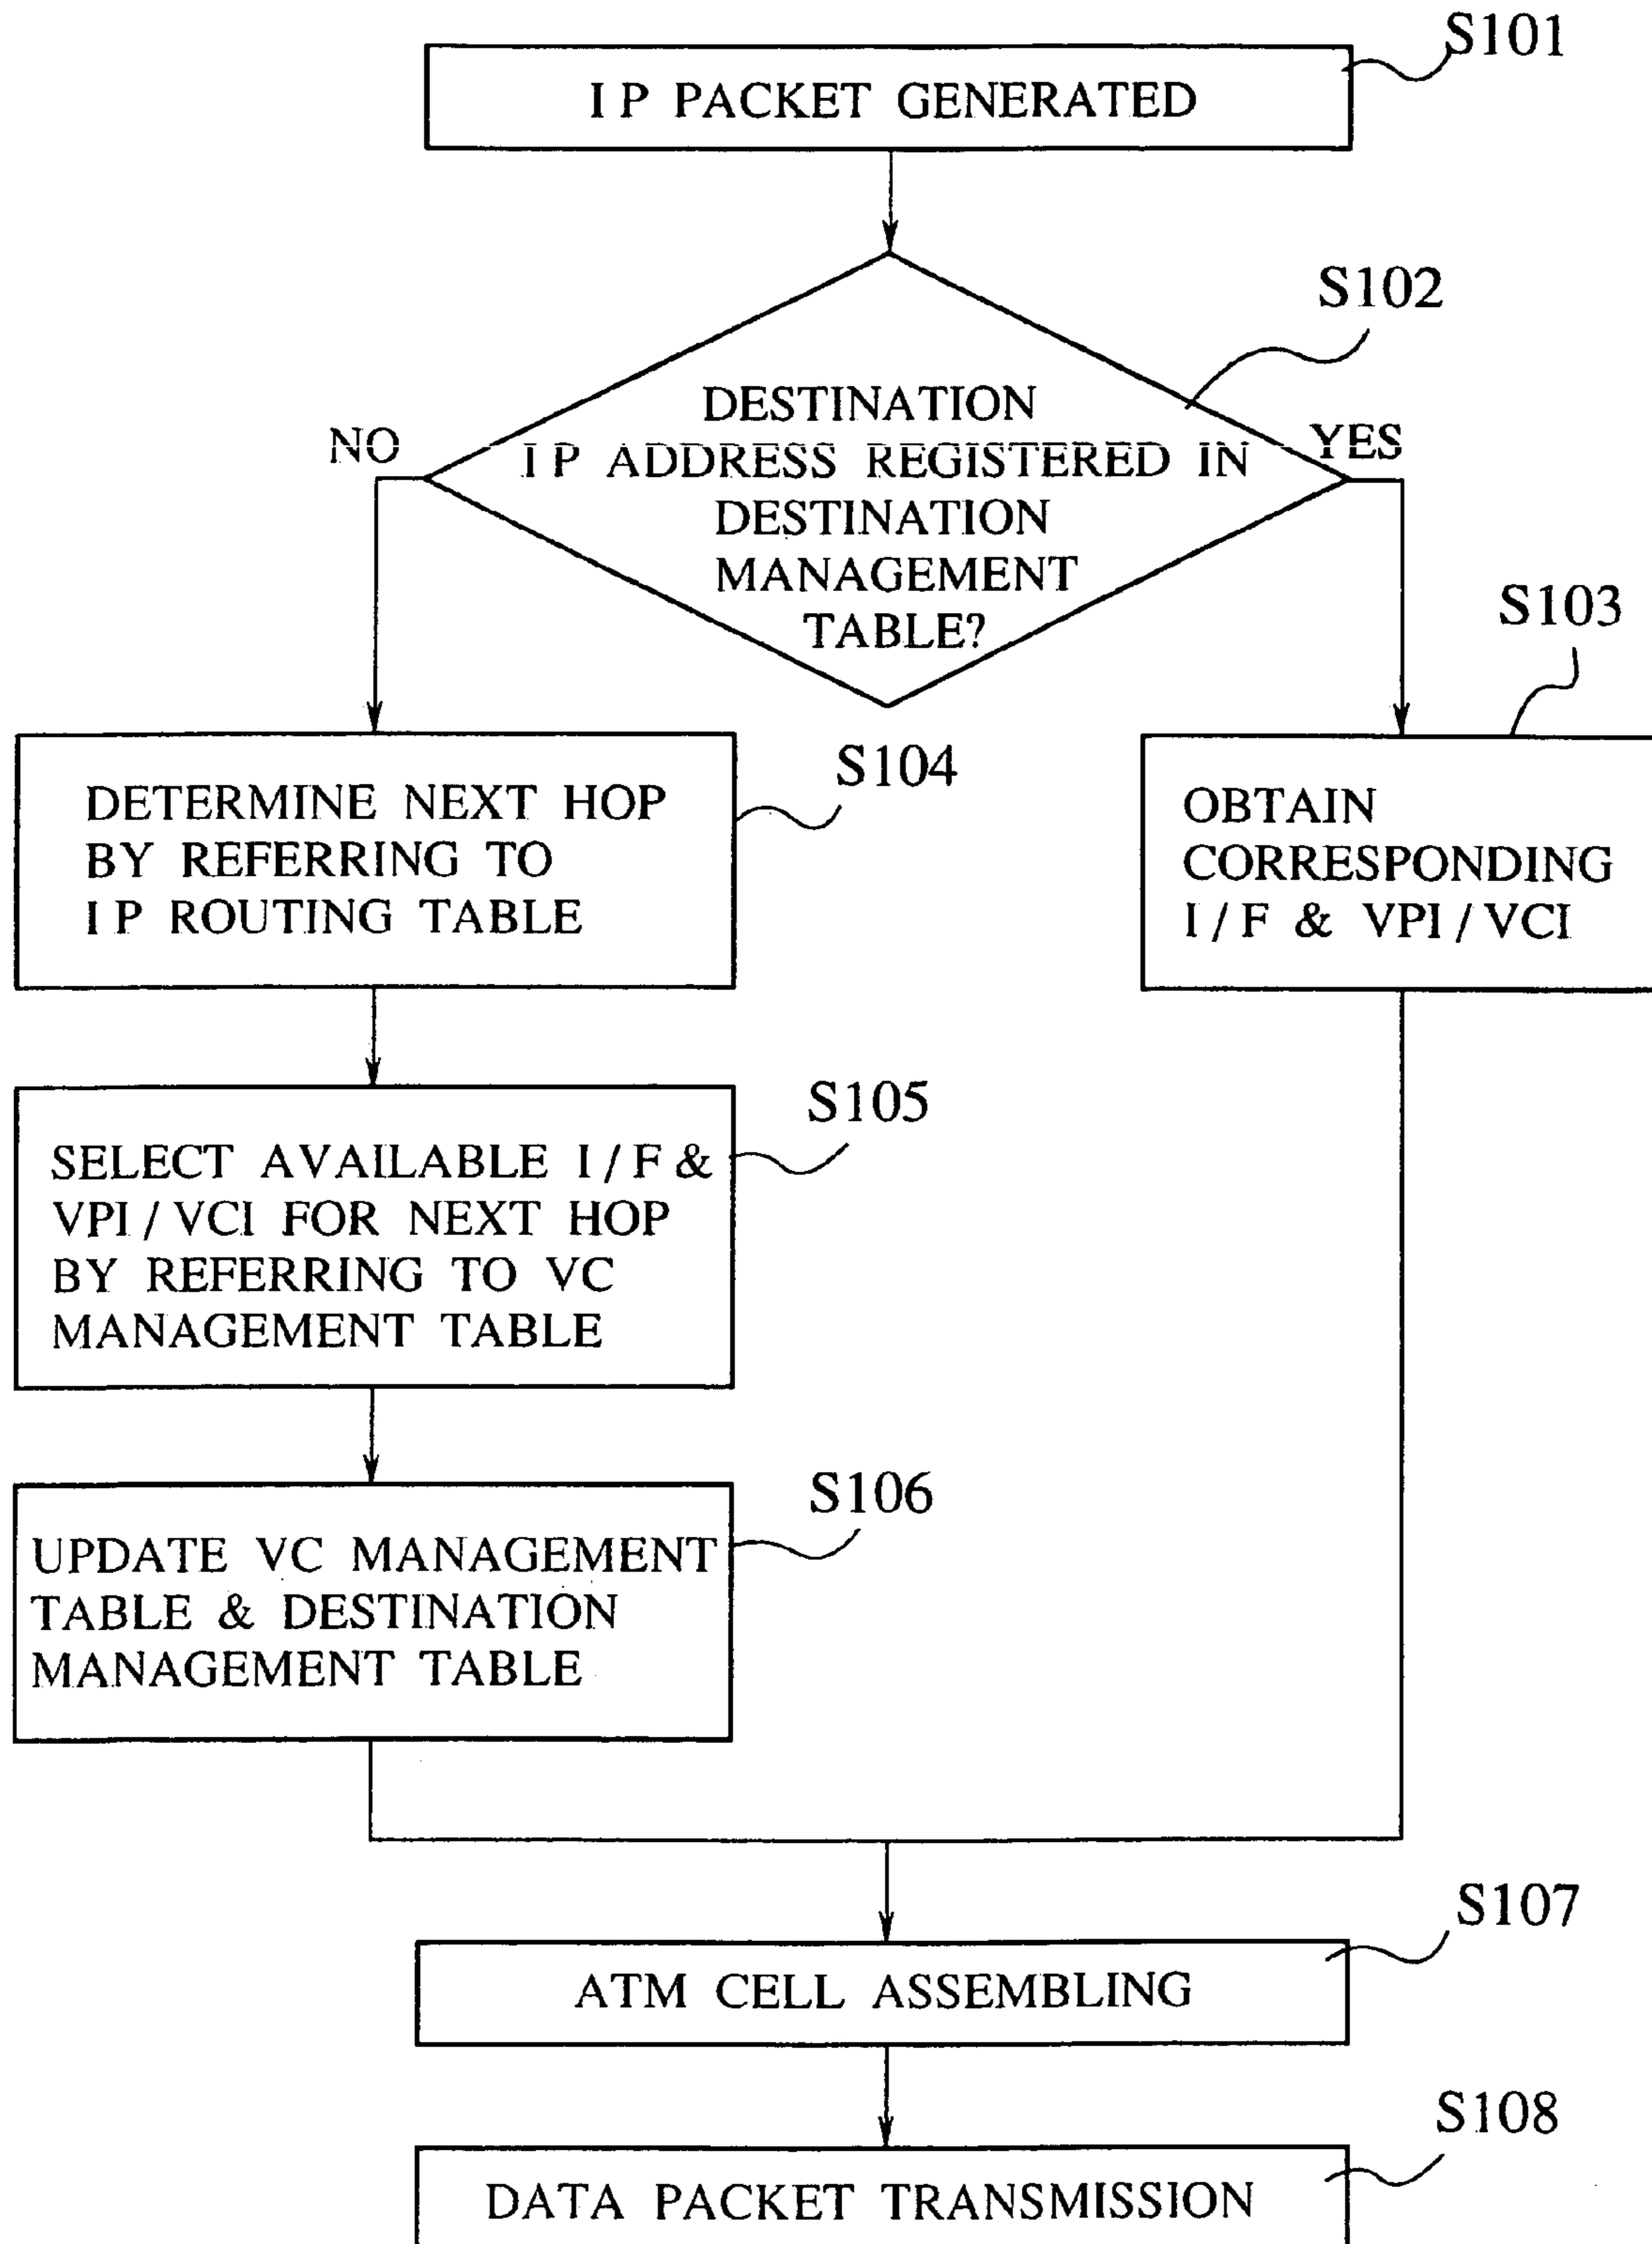 S101
IP PACKET GENERATED
S102
DESTINATION
IP ADDRESS REGISTERED IN
DESTINATION
MANAGEMENT
TABLE?
NO
YES
S103
OBTAIN
CORRESPONDING
I/F & VPI/VCI
S104
DETERMINE NEXT HOP
BY REFERRING TO
IP ROUTING TABLE
S105
SELECT AVAILABLE I/F &
VPI/VCI FOR NEXT HOP
BY REFERRING TO VC
MANAGEMENT TABLE
S106
UPDATE VC MANAGEMENT
TABLE & DESTINATION
MANAGEMENT TABLE
S107
ATM CELL ASSEMBLING
S108
DATA PACKET TRANSMISSION